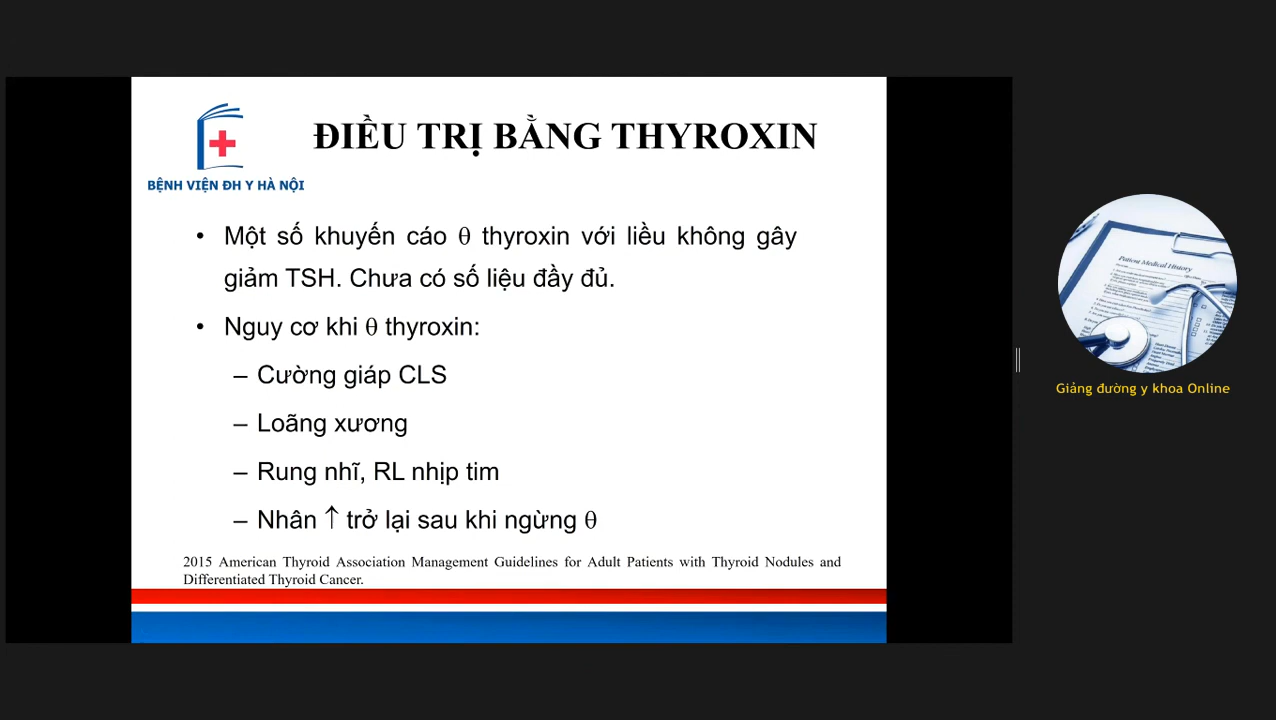 ĐIỀU TRỊ BẰNG THYROXIN
BỆNH VIỆN ĐH Y HÀ NỘI
• Một số khuyến cáo θ thyroxin với liều không gây
giảm TSH. Chưa có số liệu đầy đủ.
• Nguy cơ khi θ thyroxin:
– Cường giáp CLS
– Loãng xương
– Rung nhĩ, RL nhịp tim
– Nhân ↑ trở lại sau khi ngừng θ
2015 American Thyroid Association Management Guidelines for Adult Patients with Thyroid Nodules and
Differentiated Thyroid Cancer.
Patient Medical History
Giảng đường y khoa Online